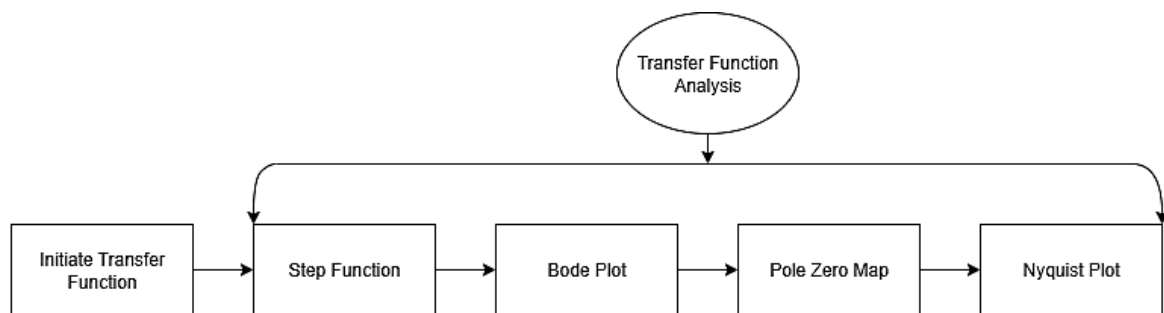 Transfer Function
Analysis
Initiate Transfer
Function
Step Function
Bode Plot
Pole Zero Map
Nyquist Plot